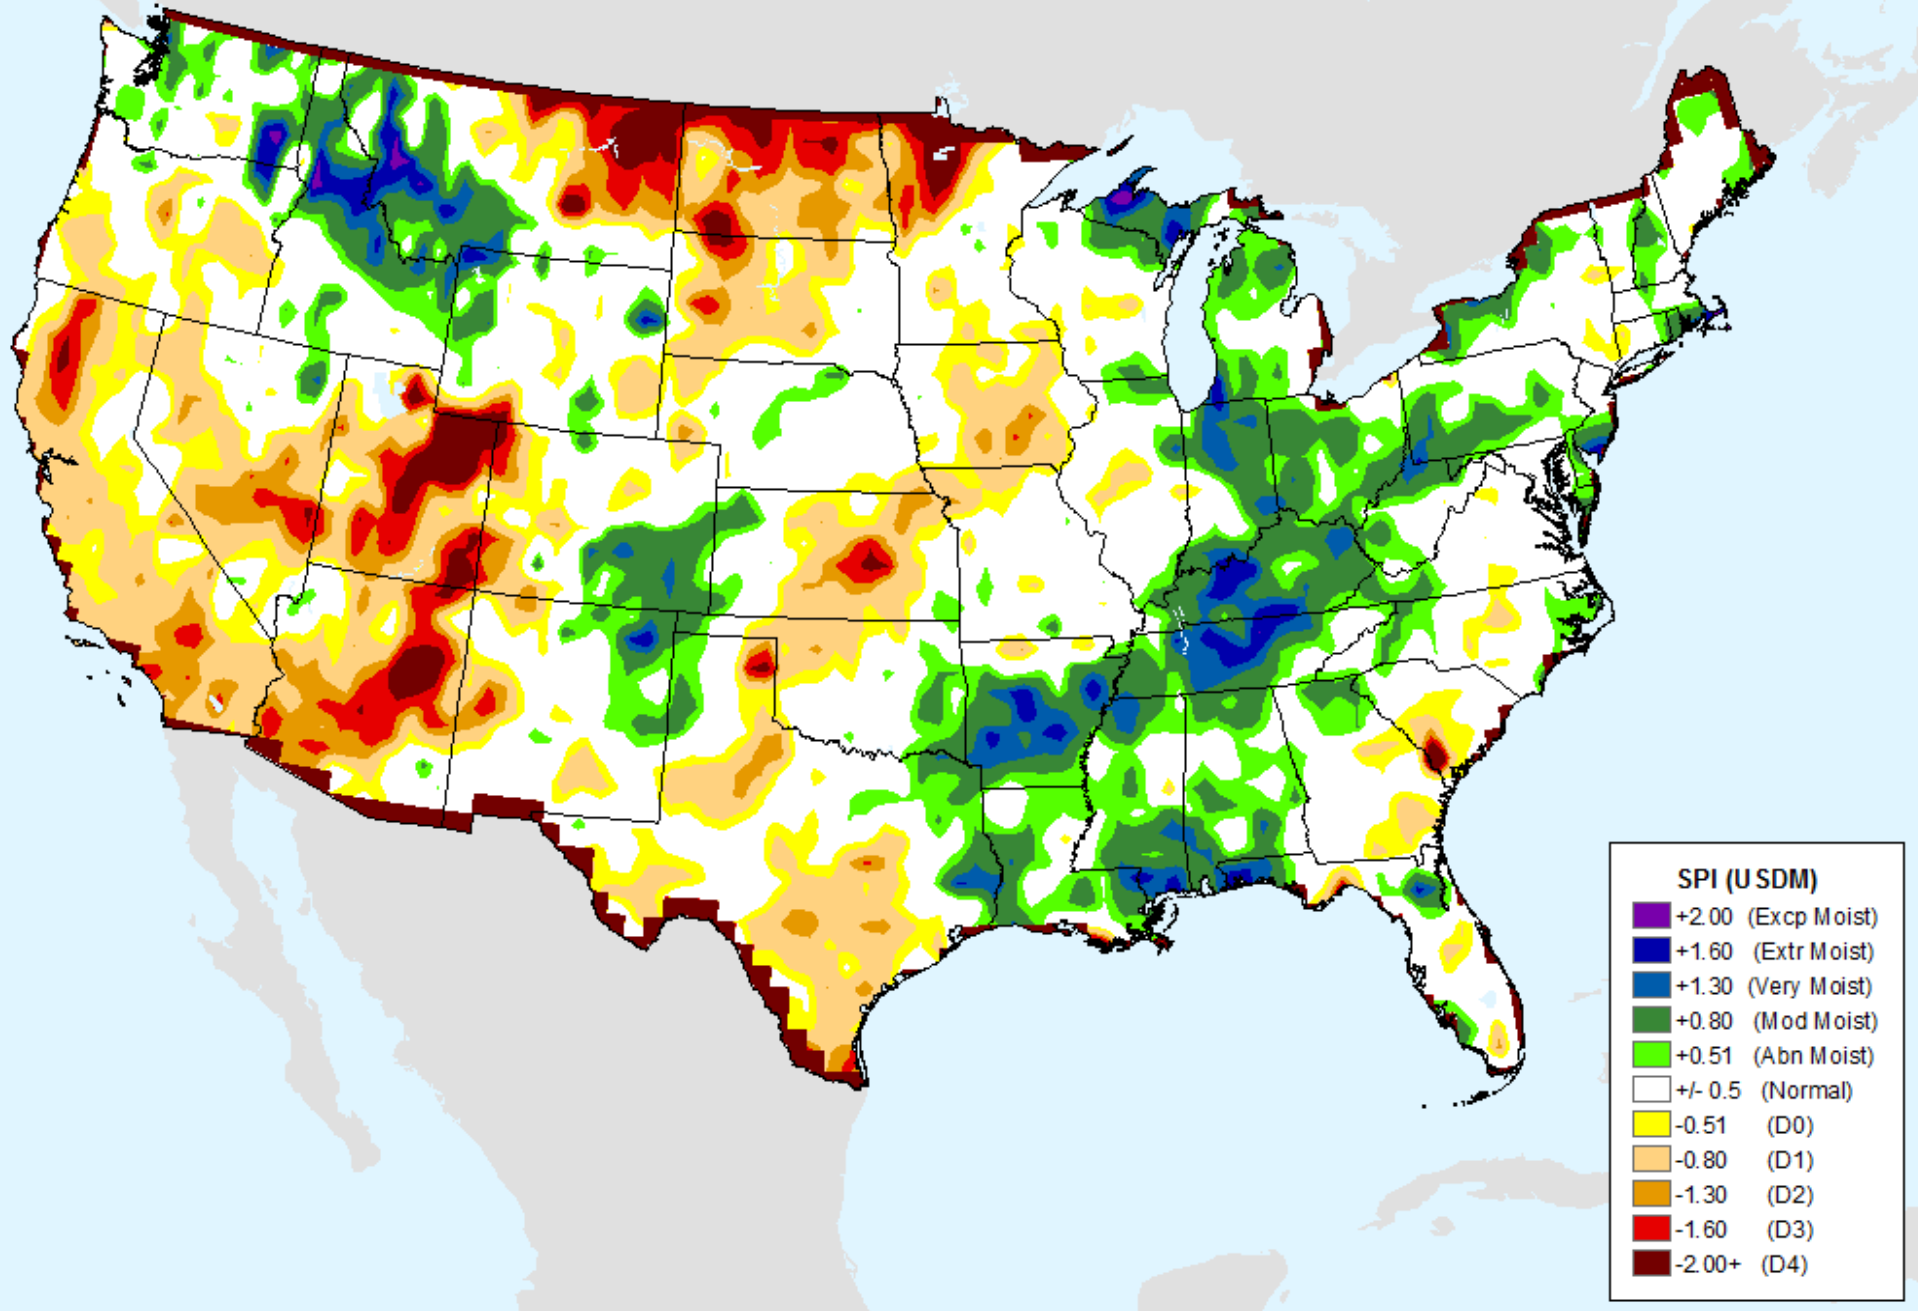 SPI (USDM)
+2.00 (Excp Moist)
+1.60 (Extr Moist)
+1.30 (Very Moist)
+0.80 (Mod Moist)
+0.51 (Abn Moist)
+/- 0.5 (Normal)
-0.51 (D0)
-0.80 (D1)
-1.30 (D2)
-1.60 (D3)
-2.00+ (D4)